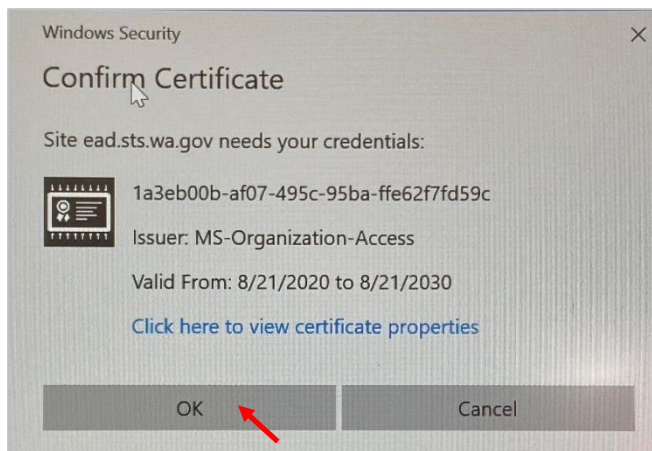 Windows Security
Confirm Certificate
Site ead.sts.wa.gov needs your credentials:
1a3eb00b-af07-495c-95ba-ffe62f7fd59c
Issuer: MS-Organization-Access
Valid From: 8/21/2020 to 8/21/2030
Click here to view certificate properties
OK
Cancel